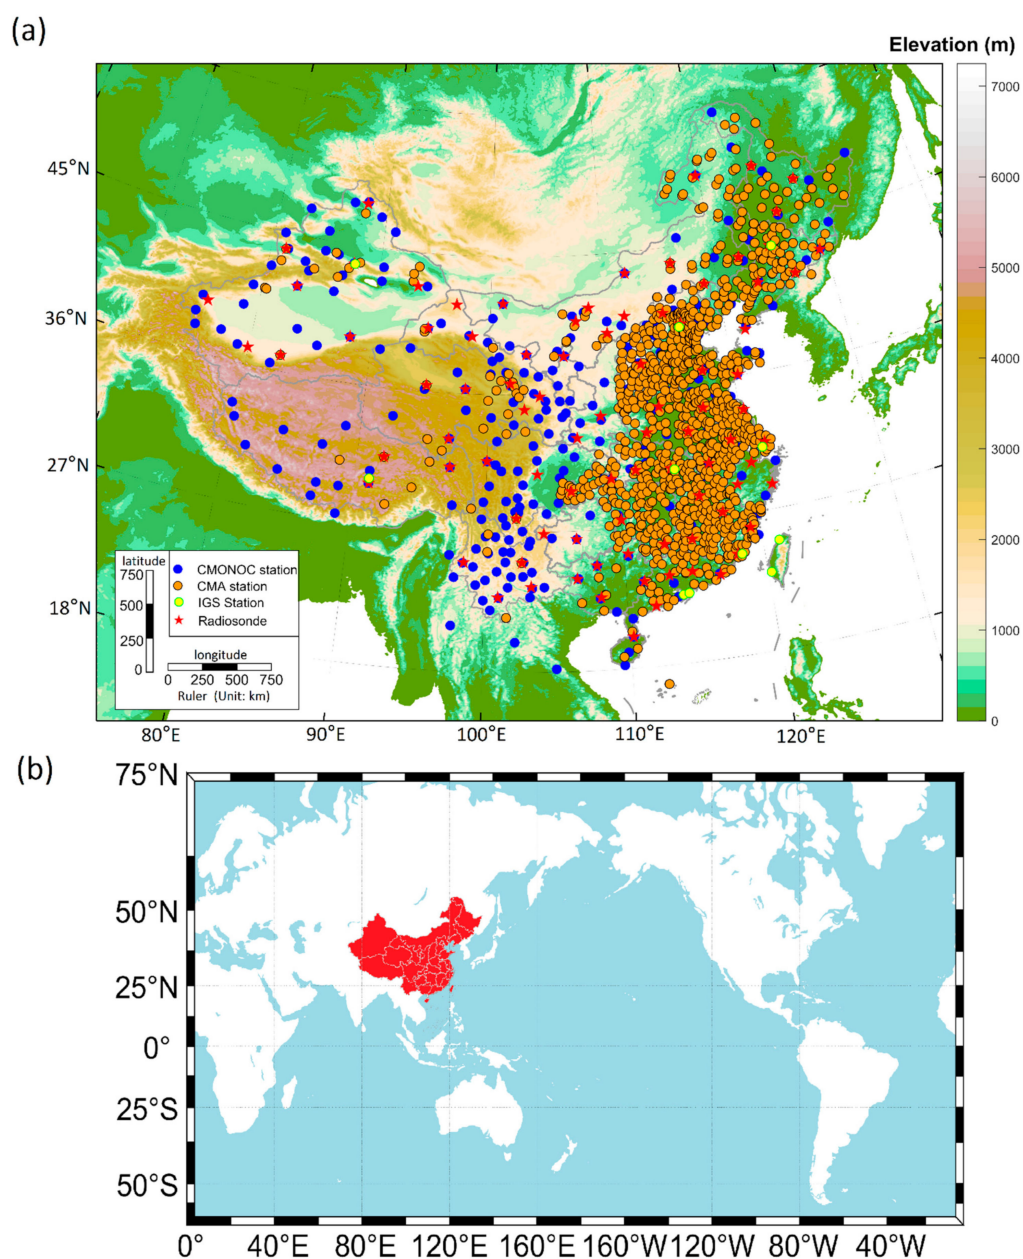 (a)
Elevation (m)
7000
6000
5000
4000
3000
2000
1000
0
45°N
36°N
27°N
18°N
80°E
90°E
100°E
110°E
120°E
latitude
750
500
250
0
CMONOC station
CMA station
IGS Station
Radiosonde
longitude
0 250 500 750
Ruler (Unit: km)
(b)
75°N
50°N
25°N
0°
25°S
50°S
0° 40°E 80°E 120°E 160°E 160°W 120°W 80°W 40°W